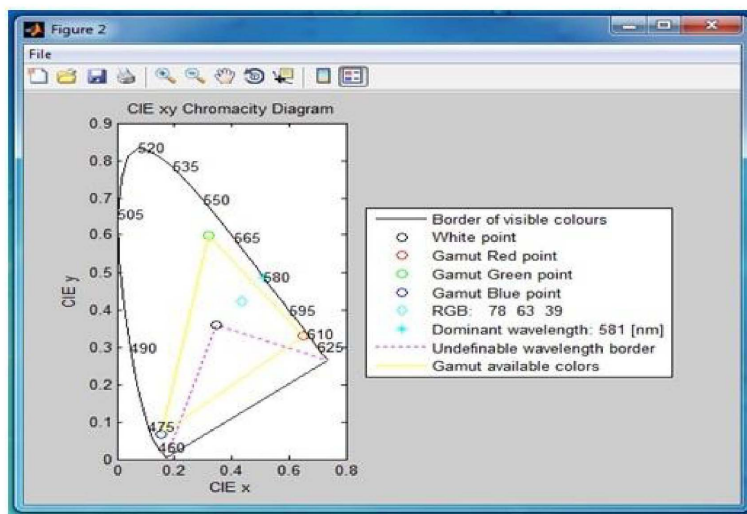 Figure 2
File
CIE xy Chromacity Diagram
0.9
0.8
0.7
0.6
0.5
0.4
0.3
0.2
0.1
0
CIE y
520
535
505
550
565
580
595
610
625
490
475
460
0 0.2 0.4 0.6 0.8
CIE x
Border of visible colours
White point
Gamut Red point
Gamut Green point
Gamut Blue point
RGB: 78 63 39
Dominant wavelength: 581 [nm]
Undefinable wavelength border
Gamut available colors